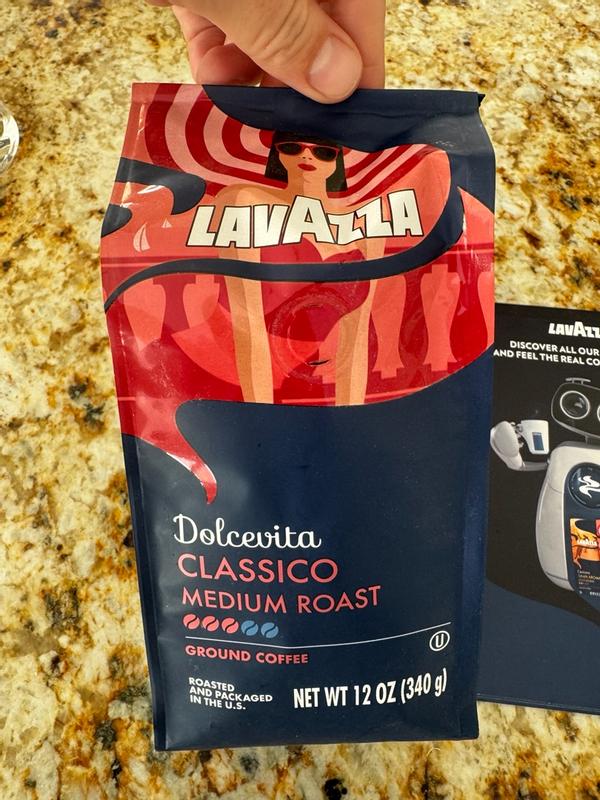 LAVAZZA
Dolcevita
CLASSICO
MEDIUM ROAST
GROUND COFFEE
U
ROASTED
AND PACKAGED
IN THE U.S.
NET WT 12 OZ (340 g)
LAVAZZ
DISCOVER ALL OUR
AND FEEL THE REAL CO